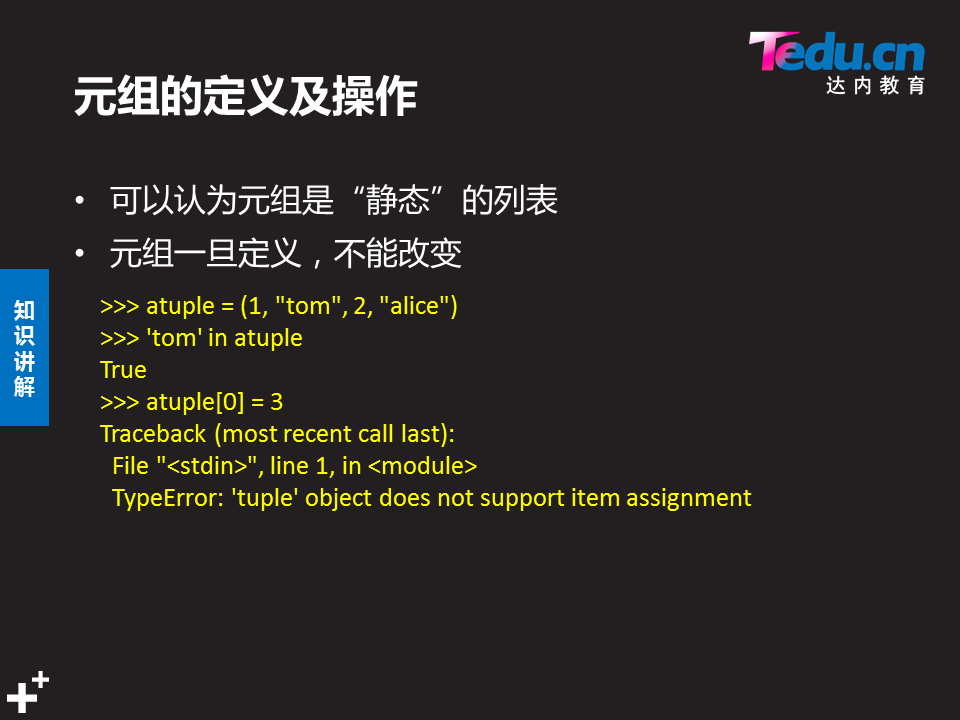 Tedu.cn
达内教育
元组的定义及操作
• 可以认为元组是“静态”的列表
• 元组一旦定义，不能改变
知识讲解
>>> atuple = (1, "tom", 2, "alice")
>>> 'tom' in atuple
True
>>> atuple[0] = 3
Traceback (most recent call last):
  File "<stdin>", line 1, in <module>
  TypeError: 'tuple' object does not support item assignment